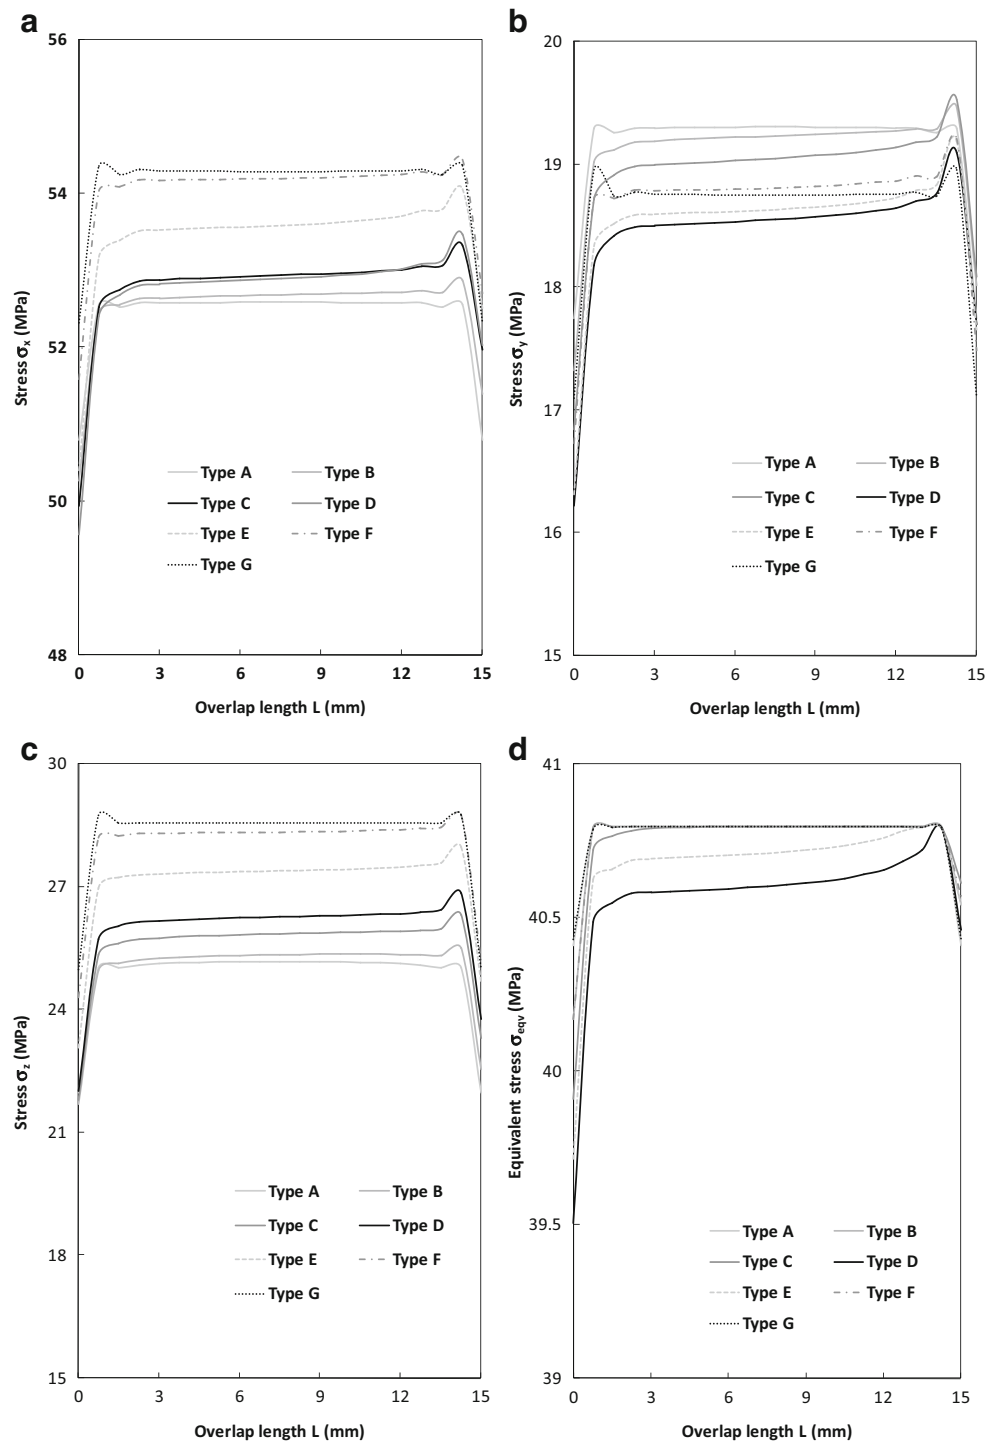 a
b
56
54
52
50
48
Stress σx (MPa)
Type A
Type B
Type C
Type D
Type E
Type F
Type G
0 3 6 9 12 15
Overlap length L (mm)
20
19
18
17
16
15
Stress σy (MPa)
Type A
Type B
Type C
Type D
Type E
Type F
Type G
0 3 6 9 12 15
Overlap length L (mm)
c
d
30
27
24
21
18
15
Stress σz (MPa)
Type A
Type B
Type C
Type D
Type E
Type F
Type G
0 3 6 9 12 15
Overlap length L (mm)
41
40.5
40
39.5
39
Equivalent stress σeqv (MPa)
Type A
Type B
Type C
Type D
Type E
Type F
Type G
0 3 6 9 12 15
Overlap length L (mm)